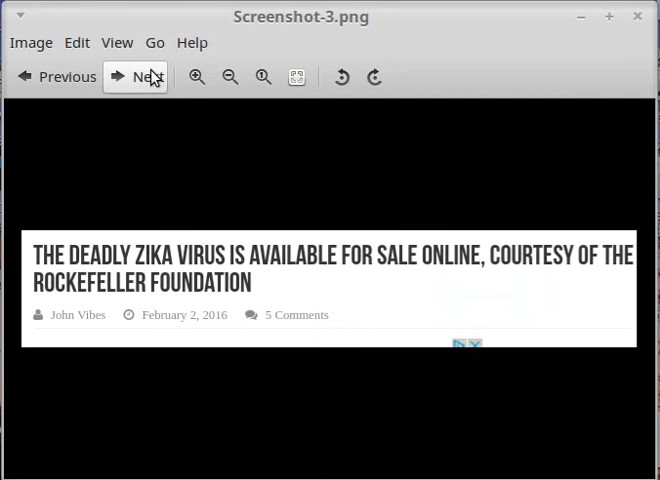 Screenshot-3.png
Image Edit View Go Help
Previous Next
THE DEADLY ZIKA VIRUS IS AVAILABLE FOR SALE ONLINE, COURTESY OF THE
ROCKEFELLER FOUNDATION
John Vibes February 2, 2016 5 Comments